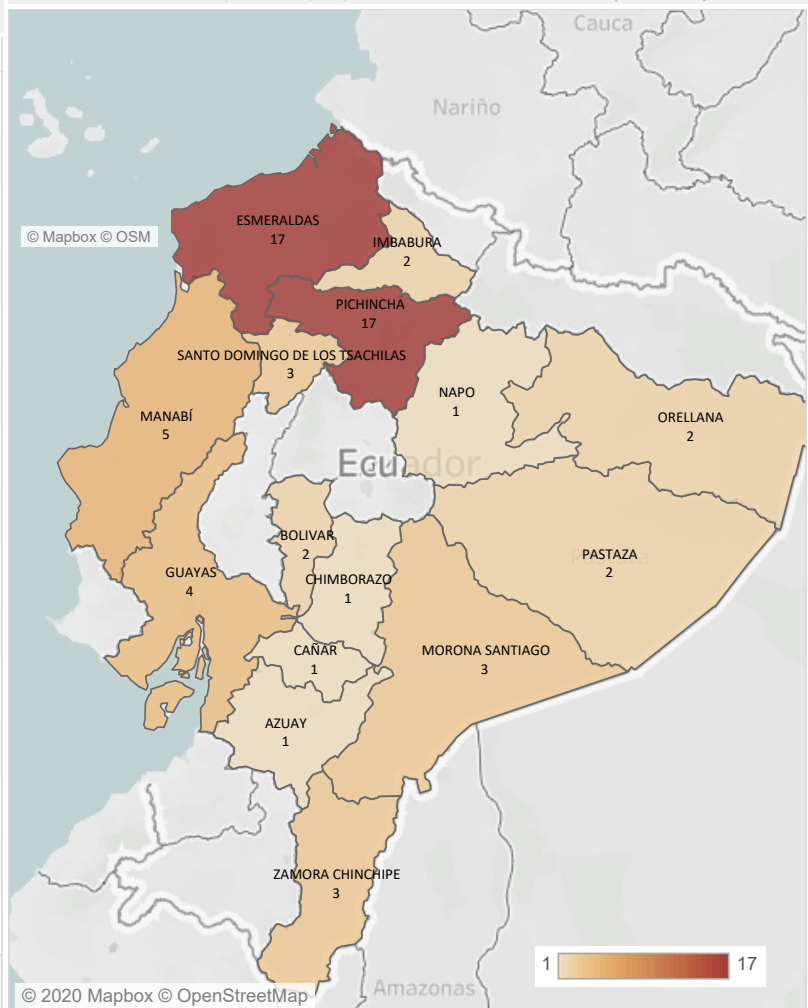 Cauca
Nariño
ESMERALDAS
17
© Mapbox © OSM
IMBABURA
2
PICHINCHA
17
SANTO DOMINGO DE LOS TSACHILAS
3
NAPO
1
MANABÍ
5
ORELLANA
2
Ecuador
BOLIVAR
2
PASTAZA
2
GUAYAS
4
CHIMBORAZO
1
CAÑAR
1
MORONA SANTIAGO
3
AZUAY
1
ZAMORA CHINCHIPE
3
1 17
© 2020 Mapbox © OpenStreetMap
Amazonas